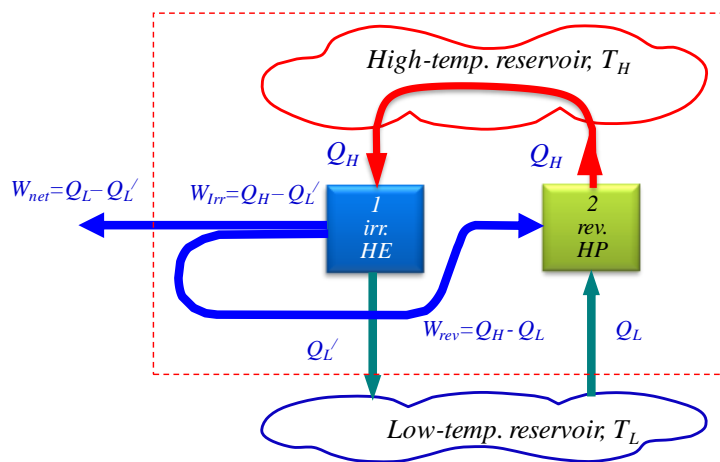 High-temp. reservoir, T_H
Q_H
Q_H
W_net=Q_L–Q_L′
W_Irr=Q_H–Q_L′
1
irr.
HE
2
rev.
HP
W_rev=Q_H- Q_L
Q_L′
Q_L
Low-temp. reservoir, T_L